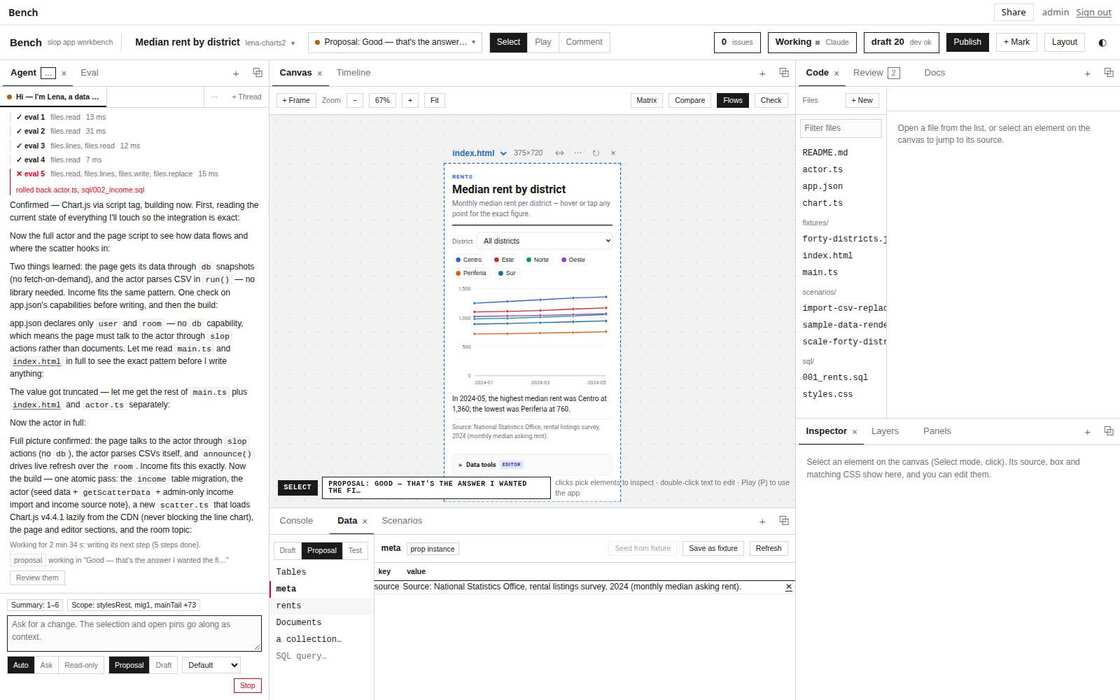 Bench
Share admin Sign out
Bench slop app workbench Median rent by district lena-charts2 Proposal: Good — that's the answer… Select Play Comment 0 issues Working Claude draft 20 dev ok Publish + Mark Layout
Agent … × Eval +
Hi — I'm Lena, a data … ⋯ + Thread
✓ eval 1 files.read 13 ms
✓ eval 2 files.read 31 ms
✓ eval 3 files.lines, files.read 12 ms
✓ eval 4 files.read 7 ms
✕ eval 5 files.read, files.lines, files.write, files.replace 15 ms
rolled back actor.ts, sql/002_income.sql
Confirmed — Chart.js via script tag, building now. First, reading the
current state of everything I'll touch so the integration is exact:
Now the full actor and the page script to see how data flows and
where the scatter hooks in:
Two things learned: the page gets its data through db snapshots
(no fetch-on-demand), and the actor parses CSV in run() — no
library needed. Income fits the same pattern. One check on
app.json's capabilities before writing, and then the build:
app.json declares only user and room — no db capability,
which means the page must talk to the actor through slop
actions rather than documents. Let me read main.ts and
index.html in full to see the exact pattern before I write
anything:
The value got truncated — let me get the rest of main.ts plus
index.html and actor.ts separately:
Now the actor in full:
Full picture confirmed: the page talks to the actor through slop
actions (no db), the actor parses CSVs itself, and announce()
drives live refresh over the room. Income fits this exactly. Now
the build — one atomic pass: the income table migration, the
actor (seed data + getScatterData + admin-only income
import and income source note), a new scatter.ts that loads
Chart.js v4.4.1 lazily from the CDN (never blocking the line chart),
the page and editor sections, and the room topic:
Working for 2 min 34 s: writing its next step (5 steps done).
proposal working in "Good — that's the answer I wanted the fi…"
Review them
Summary: 1–6 Scope: stylesRest, mig1, mainTail +73
Ask for a change. The selection and open pins go along as
context.
Auto Ask Read-only Proposal Draft Default
Stop
Canvas × Timeline +
+ Frame Zoom − 67% + Fit Matrix Compare Flows Check
index.html 375×720 ⋯ ×
RENTS
Median rent by district
Monthly median rent per district — hover or tap any
point for the exact figure.
District All districts
Centro Este Norte Oeste
Periferia Sur
1,500
1,000
500
0
2024-01 2024-03 2024-05
In 2024-05, the highest median rent was Centro at
1,360; the lowest was Periferia at 760.
Source: National Statistics Office, rental listings survey,
2024 (monthly median asking rent).
Data tools EDITOR
SELECT PROPOSAL: GOOD — THAT'S THE ANSWER I WANTED
THE FI…
clicks pick elements to inspect · double-click text to edit · Play (P) to use
the app
Console Data × Scenarios +
Draft Proposal Test
Tables
meta
rents
Documents
a collection…
SQL query…
meta prop instance Seed from fixture Save as fixture Refresh
key value
source Source: National Statistics Office, rental listings survey, 2024 (monthly median asking rent). ✕
Code × Review 2 Docs +
Files + New
Filter files
README.md
actor.ts
app.json
chart.ts
fixtures/
forty-districts.j
index.html
main.ts
scenarios/
import-csv-replac
sample-data-rende
scale-forty-distr
sql/
001_rents.sql
styles.css
Open a file from the list, or select an element on the
canvas to jump to its source.
Inspector × Layers Panels +
Select an element on the canvas (Select mode, click). Its source, box and
matching CSS show here, and you can edit them.